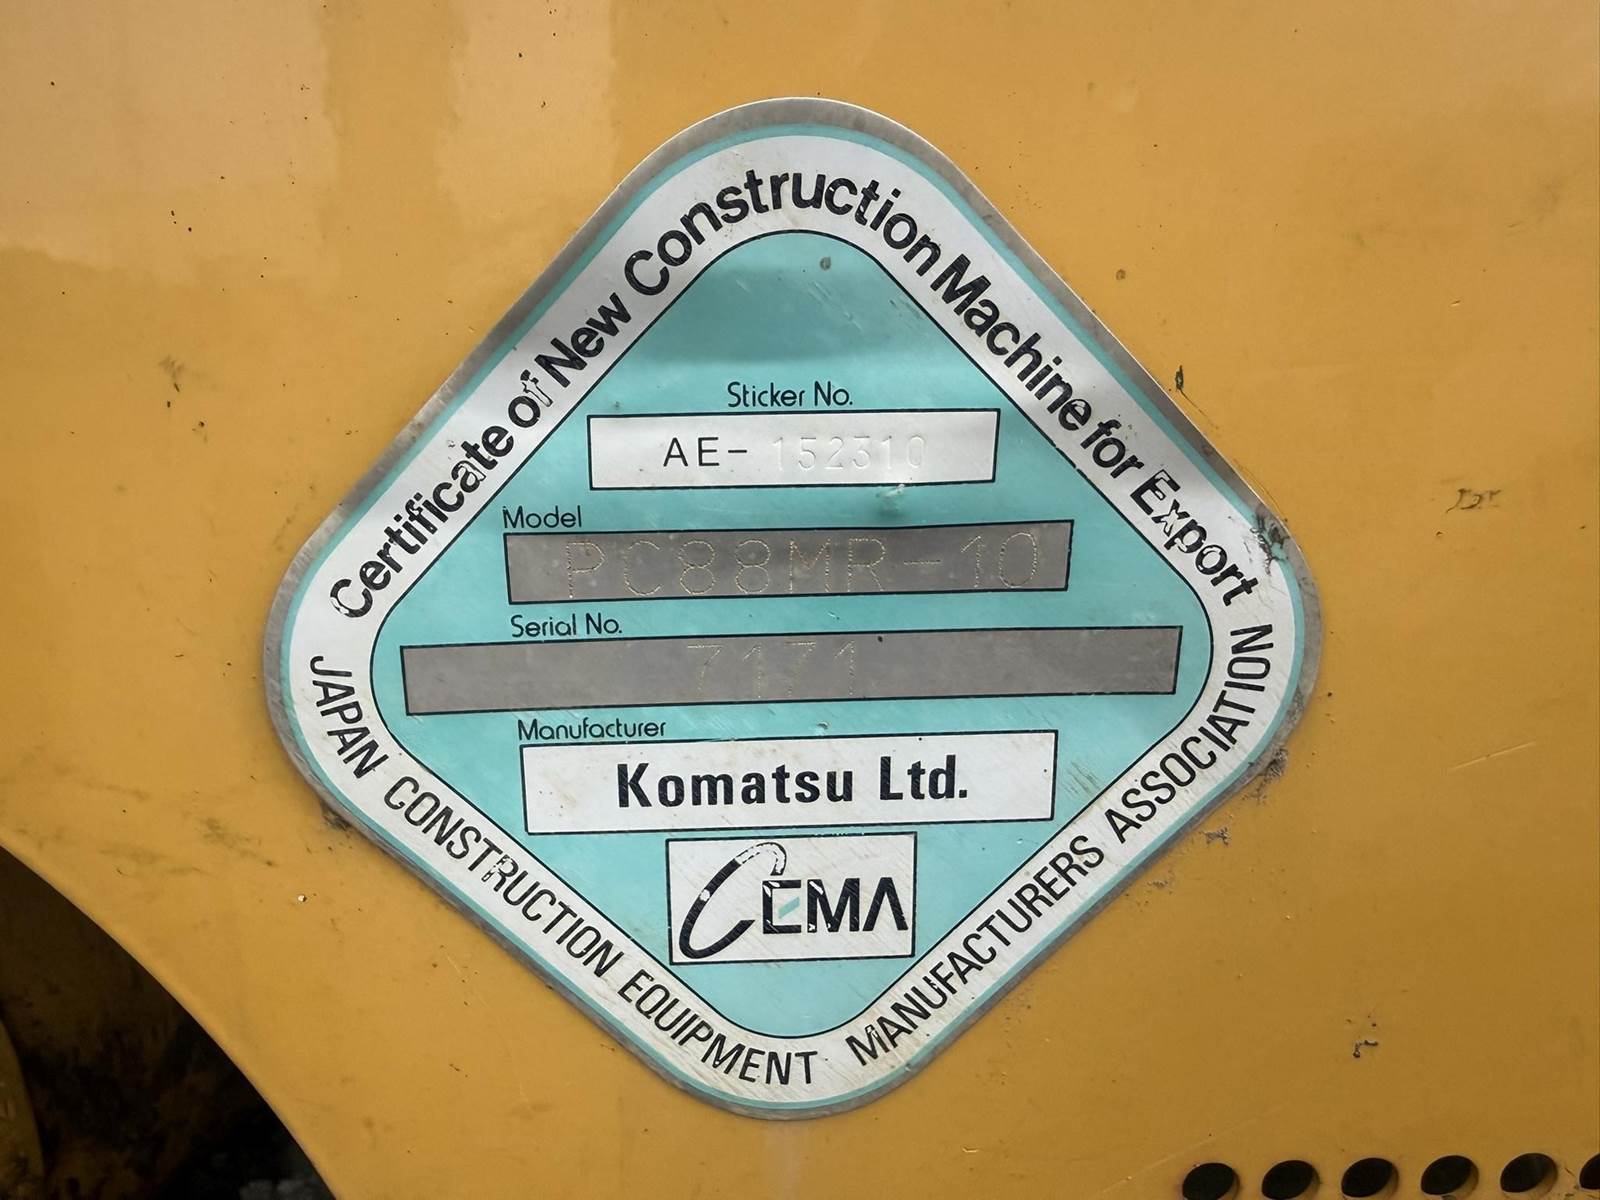 Certificate of New Construction Machine for Export
Sticker No.
AE- 152310
Model
PC88MR-10
Serial No.
7171
Manufacturer
Komatsu Ltd.
CEMA
JAPAN CONSTRUCTION EQUIPMENT MANUFACTURERS ASSOCIATION